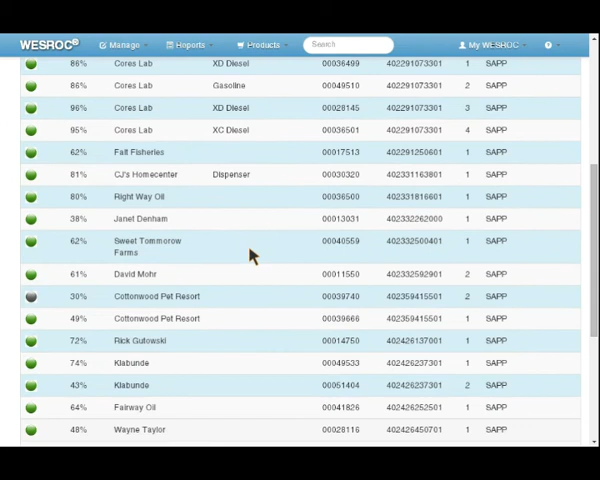 WESROC® Manage Reports Products Search My WESROC
86% Cores Lab XD Diesel 00036499 402291073301 1 SAPP
86% Cores Lab Gasoline 00049510 402291073301 2 SAPP
96% Cores Lab XD Diesel 00028145 402291073301 3 SAPP
95% Cores Lab XC Diesel 00036501 402291073301 4 SAPP
62% Falt Fisheries 00017513 402291250601 1 SAPP
81% CJ's Homecenter Dispenser 00030320 402331163801 1 SAPP
80% Right Way Oil 00036500 402331816601 1 SAPP
38% Janet Denham 00013031 402332262000 1 SAPP
62% Sweet Tommorow 00040559 402332500401 1 SAPP
Farms
61% David Mohr 00011550 402332592901 2 SAPP
30% Cottonwood Pet Resort 00039740 402359415501 2 SAPP
49% Cottonwood Pet Resort 00039666 402359415501 1 SAPP
72% Rick Gutowski 00014750 402426137001 1 SAPP
74% Klabunde 00049533 402426237301 1 SAPP
43% Klabunde 00051404 402426237301 2 SAPP
64% Fairway Oil 00041826 402426252501 1 SAPP
48% Wayne Taylor 00028116 402426450701 1 SAPP